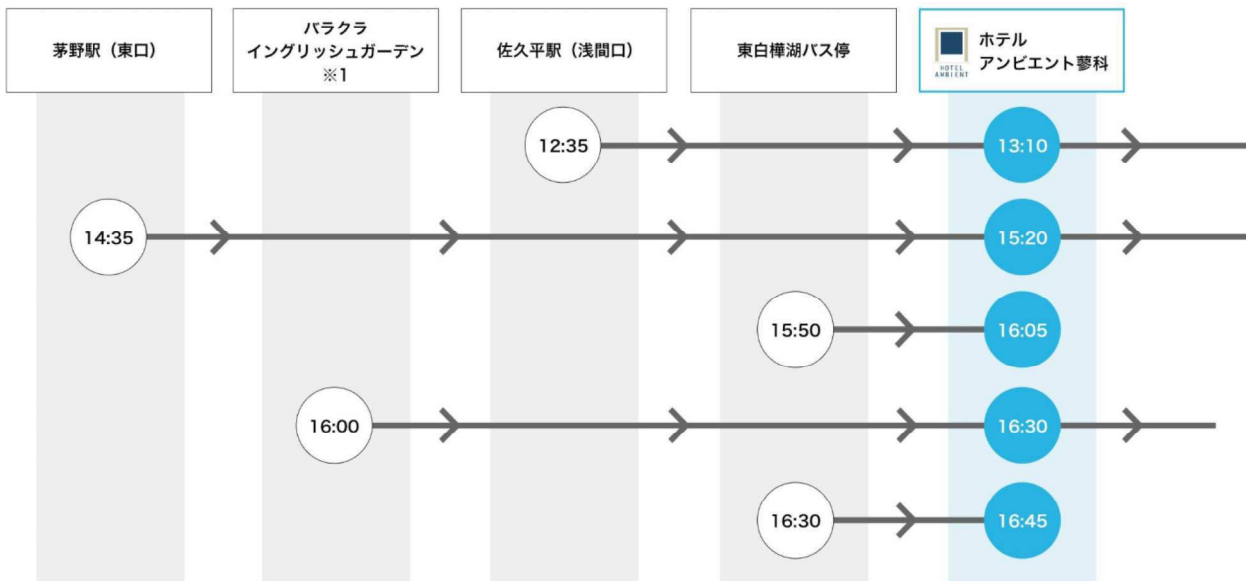 茅野駅（東口）
バラクラ
イングリッシュガーデン
※1
佐久平駅（浅間口）
東白樺湖バス停
HOTEL
AMBIENT
ホテル
アンビエント蓼科
12:35
13:10
14:35
15:20
15:50
16:05
16:00
16:30
16:30
16:45